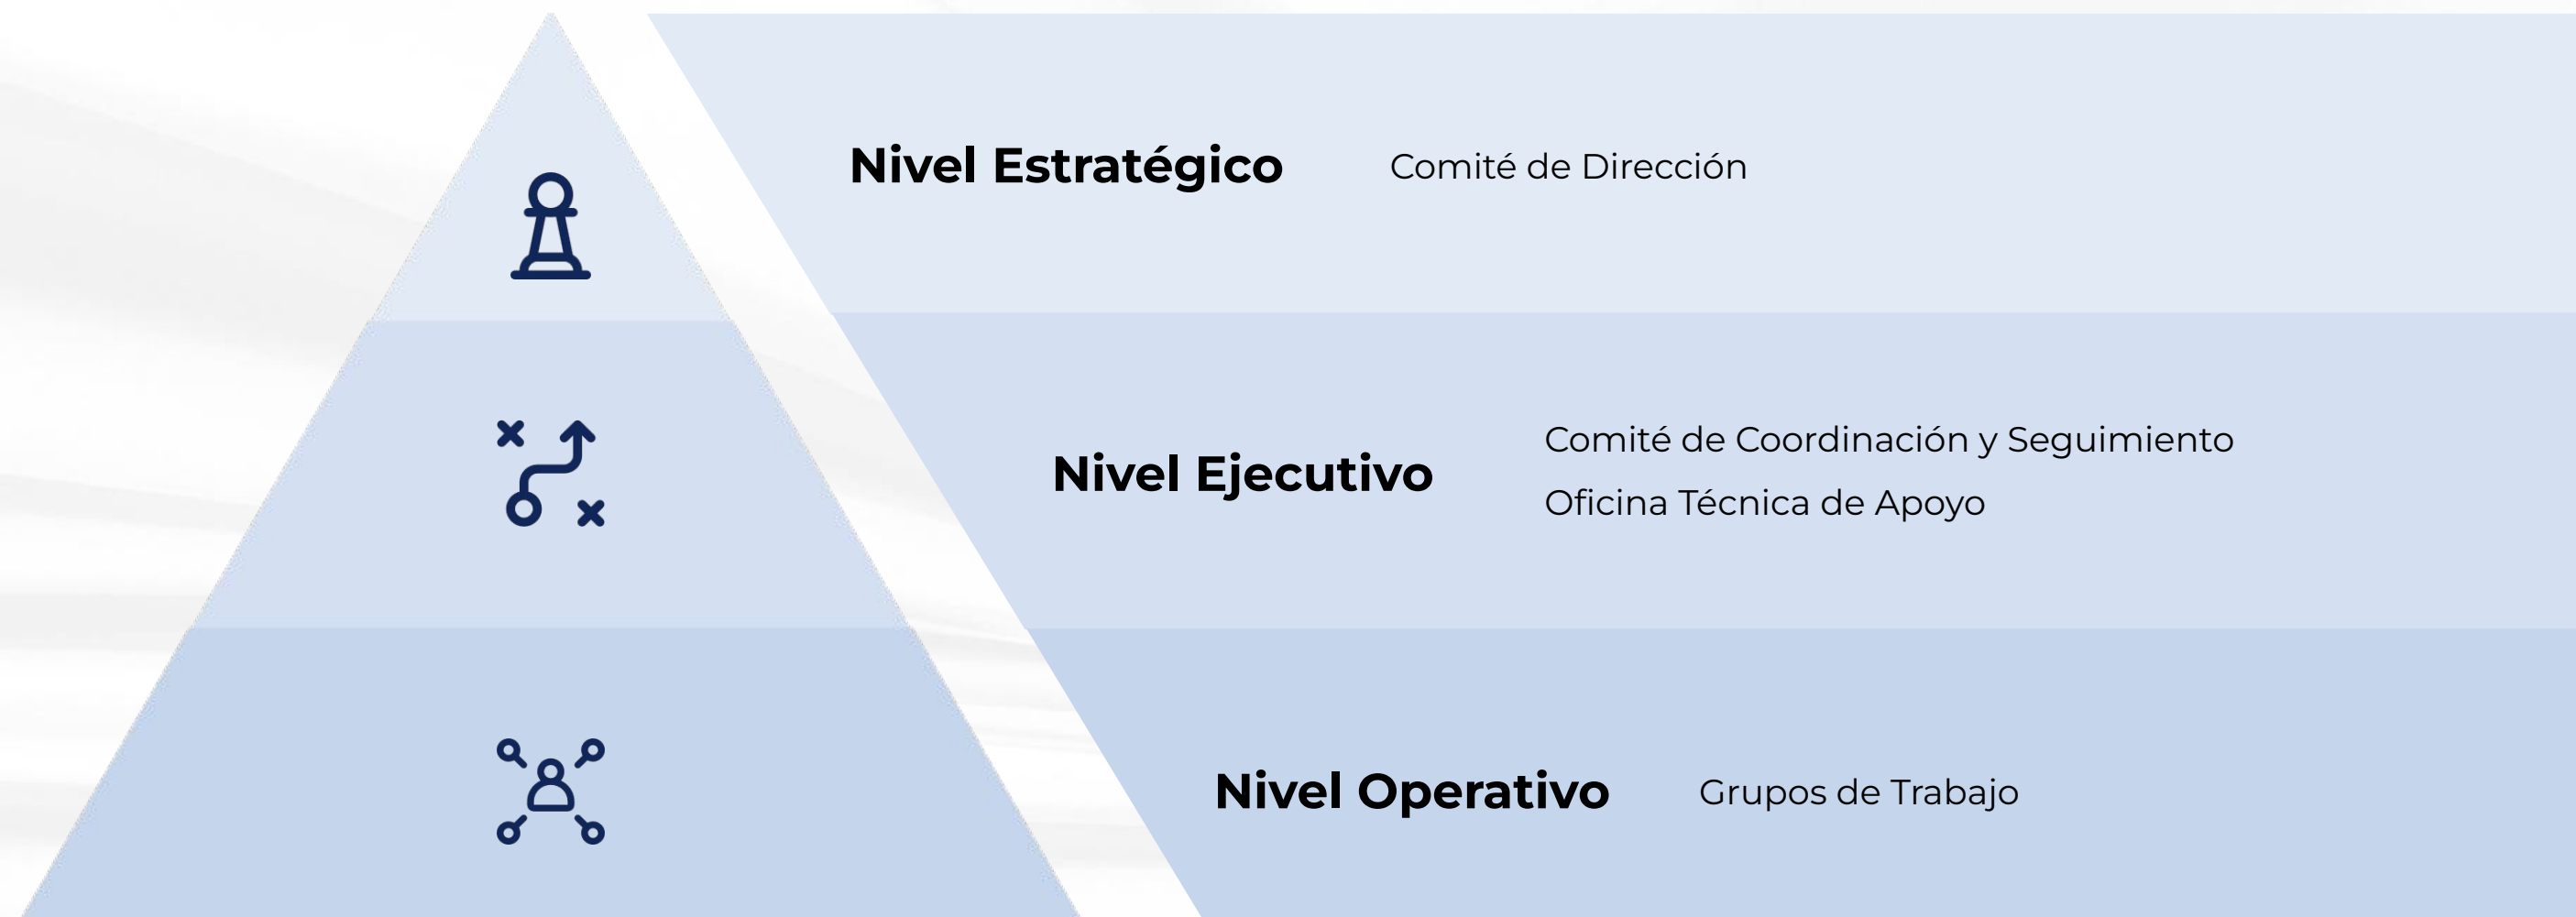 Nivel Estratégico
Comité de Dirección
Nivel Ejecutivo
Comité de Coordinación y Seguimiento
Oficina Técnica de Apoyo
Nivel Operativo
Grupos de Trabajo